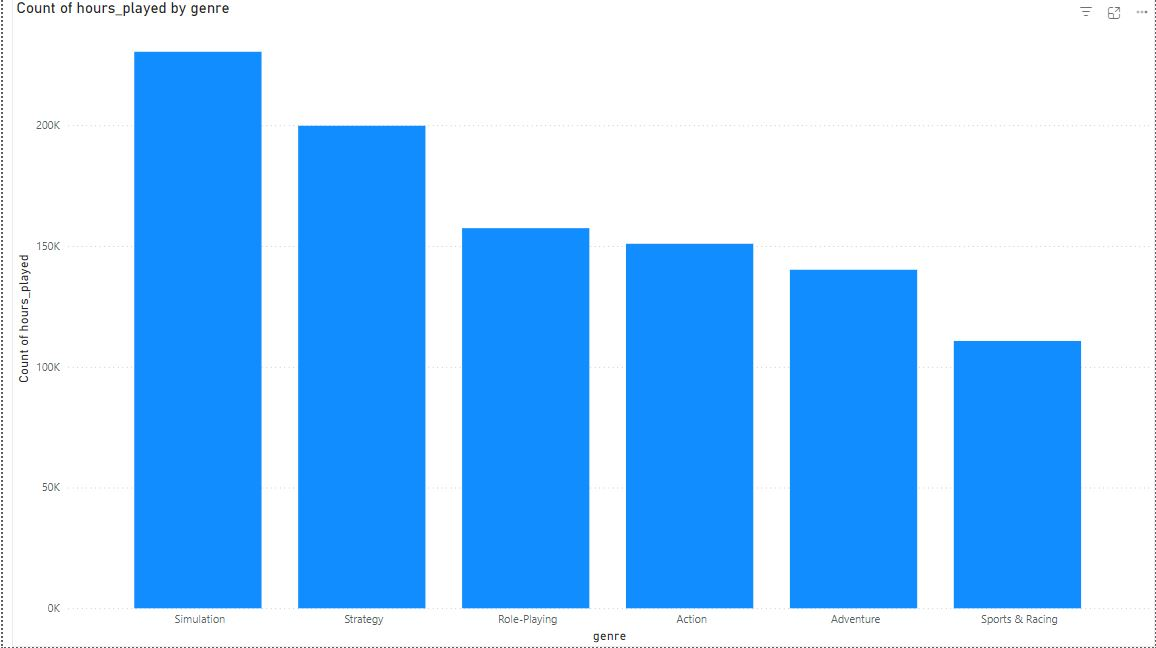 Count of hours_played by genre
200K
150K
100K
50K
0K
Count of hours_played
Simulation Strategy Role-Playing Action Adventure Sports & Racing
genre